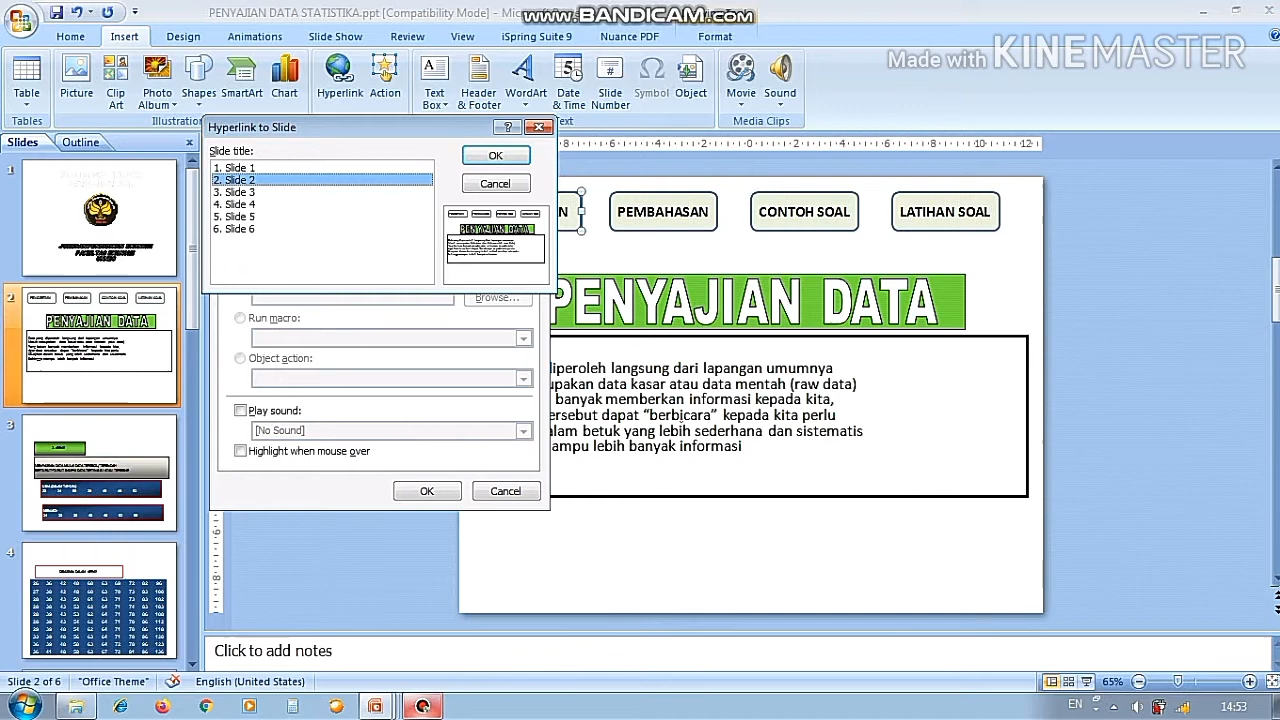 PENYAJIAN DATA STATISTIKA.ppt [Compatibility Mode] - Mic
www.BANDICAM.com
Home Insert Design Animations Slide Show Review View iSpring Suite 9 Nuance PDF Format
Made with KINEMASTER
Table Picture Clip Art Photo Album Shapes SmartArt Chart Hyperlink Action Text Box Header & Footer WordArt Date & Time Slide Number Symbol Object Movie Sound
Tables Illustratio ext Media Clips
Slides Outline
Hyperlink to Slide
Slide title:
1. Slide 1
2. Slide 2
3. Slide 3
4. Slide 4
5. Slide 5
6. Slide 6
OK
Cancel
Browse...
Run macro:
Object action:
Play sound:
[No Sound]
Highlight when mouse over
OK Cancel
N PEMBAHASAN CONTOH SOAL LATIHAN SOAL
PENYAJIAN DATA
diperoleh langsung dari lapangan umumnya
upakan data kasar atau data mentah (raw data)
banyak memberkan informasi kepada kita,
ersebut dapat “berbicara” kepada kita perlu
alam betuk yang lebih sederhana dan sistematis
ampu lebih banyak informasi
1
2
PENYAJIAN DATA
3
4
Click to add notes
Slide 2 of 6 "Office Theme" English (United States) 65%
EN 14:53